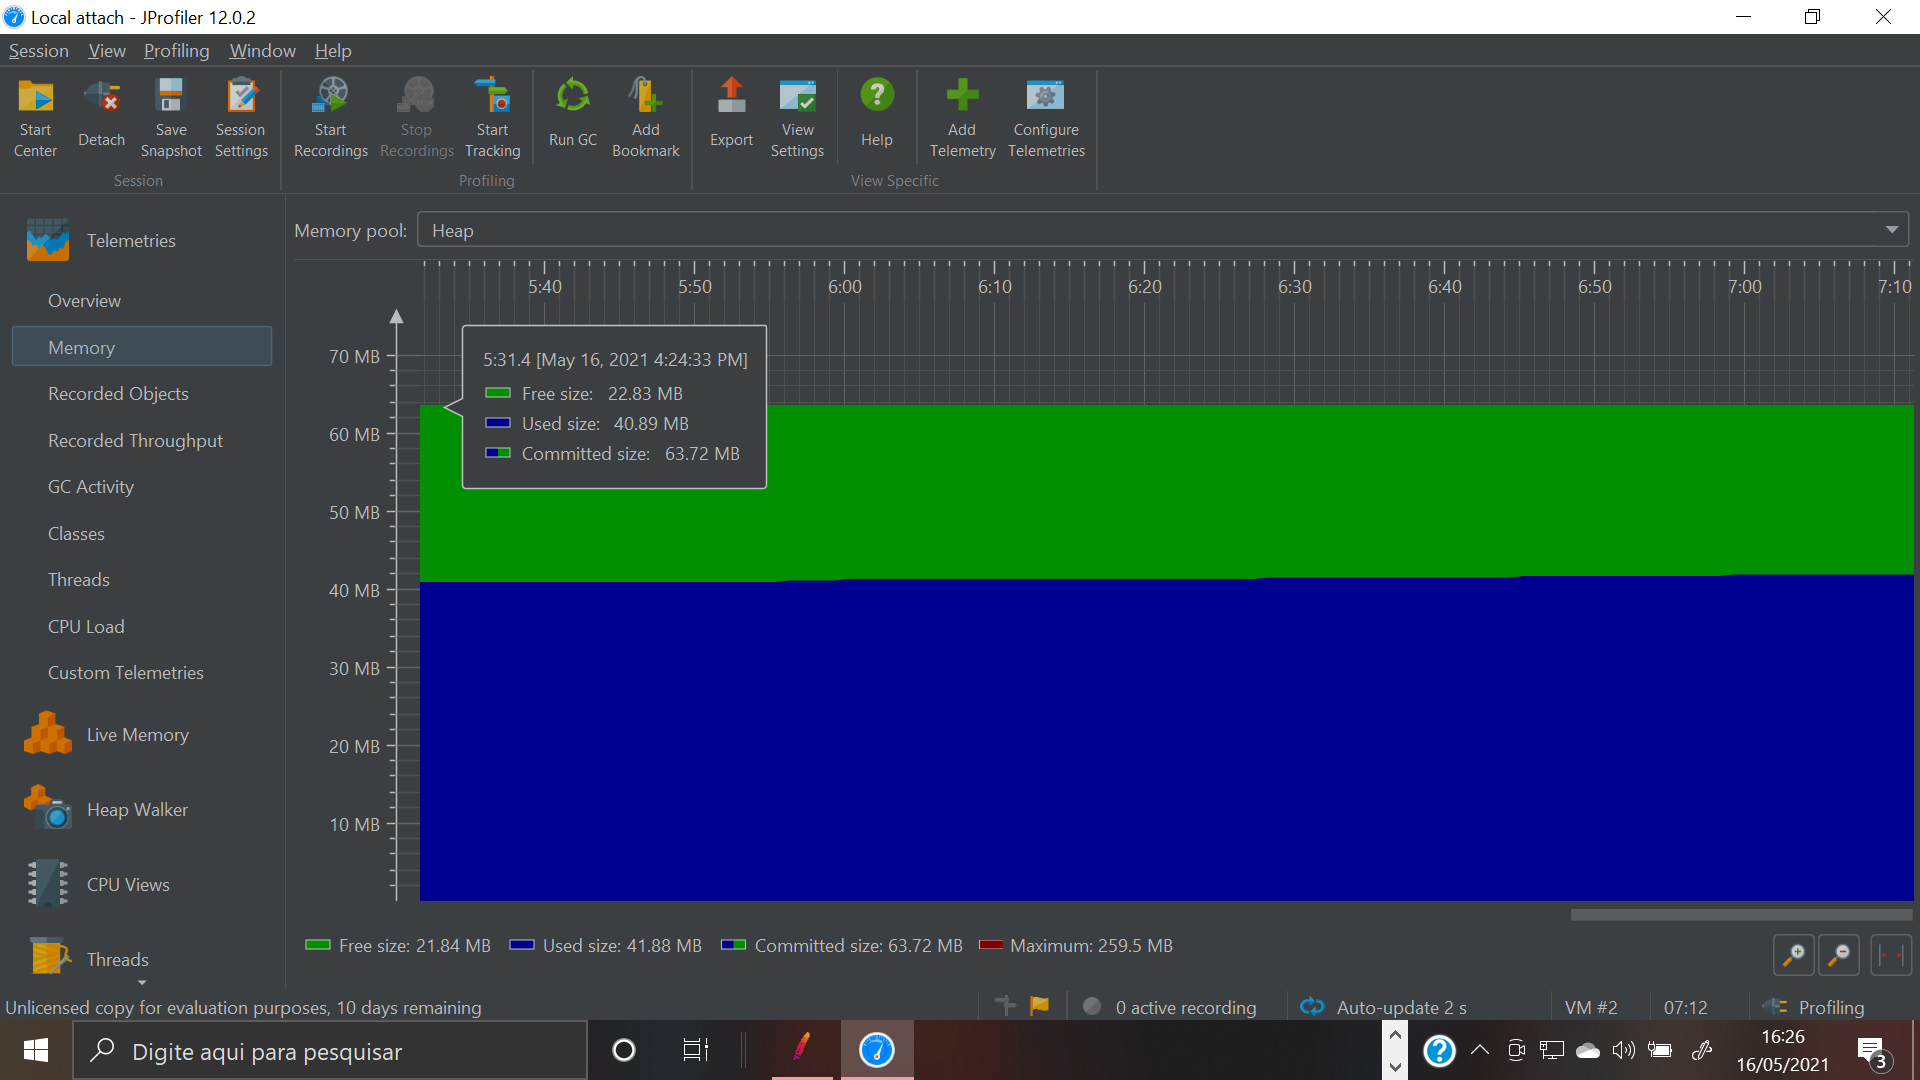 Local attach - JProfiler 12.0.2
Session View Profiling Window Help
Start Center
Detach
Save Snapshot
Session Settings
Start Recordings
Stop Recordings
Start Tracking
Run GC
Add Bookmark
Export
View Settings
Help
Add Telemetry
Configure Telemetries
Session
Profiling
View Specific
Telemetries
Overview
Memory
Recorded Objects
Recorded Throughput
GC Activity
Classes
Threads
CPU Load
Custom Telemetries
Live Memory
Heap Walker
CPU Views
Threads
Memory pool: Heap
5:40 5:50 6:00 6:10 6:20 6:30 6:40 6:50 7:00 7:10
70 MB
60 MB
50 MB
40 MB
30 MB
20 MB
10 MB
5:31.4 [May 16, 2021 4:24:33 PM]
Free size: 22.83 MB
Used size: 40.89 MB
Committed size: 63.72 MB
Free size: 21.84 MB Used size: 41.88 MB Committed size: 63.72 MB Maximum: 259.5 MB
Unlicensed copy for evaluation purposes, 10 days remaining
0 active recording
Auto-update 2 s
VM #2
07:12
Profiling
Digite aqui para pesquisar
16:26
16/05/2021
3